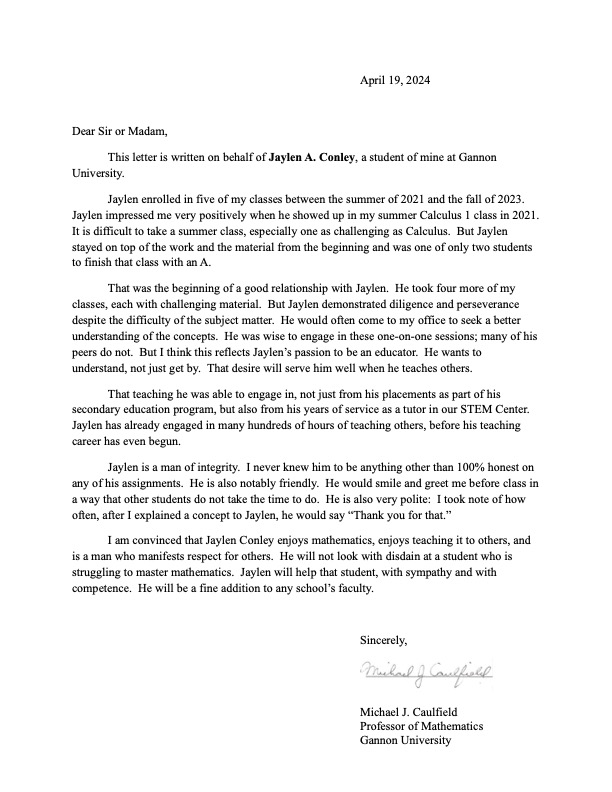 April 19, 2024
Dear Sir or Madam,
This letter is written on behalf of Jaylen A. Conley, a student of mine at Gannon
University.
Jaylen enrolled in five of my classes between the summer of 2021 and the fall of 2023.
Jaylen impressed me very positively when he showed up in my summer Calculus 1 class in 2021.
It is difficult to take a summer class, especially one as challenging as Calculus.  But Jaylen
stayed on top of the work and the material from the beginning and was one of only two students
to finish that class with an A.
That was the beginning of a good relationship with Jaylen.  He took four more of my
classes, each with challenging material.  But Jaylen demonstrated diligence and perseverance
despite the difficulty of the subject matter.  He would often come to my office to seek a better
understanding of the concepts.  He was wise to engage in these one-on-one sessions; many of his
peers do not.  But I think this reflects Jaylen’s passion to be an educator.  He wants to
understand, not just get by.  That desire will serve him well when he teaches others.
That teaching he was able to engage in, not just from his placements as part of his
secondary education program, but also from his years of service as a tutor in our STEM Center.
Jaylen has already engaged in many hundreds of hours of teaching others, before his teaching
career has even begun.
Jaylen is a man of integrity.  I never knew him to be anything other than 100% honest on
any of his assignments.  He is also notably friendly.  He would smile and greet me before class in
a way that other students do not take the time to do.  He is also very polite:  I took note of how
often, after I explained a concept to Jaylen, he would say “Thank you for that.”
I am convinced that Jaylen Conley enjoys mathematics, enjoys teaching it to others, and
is a man who manifests respect for others.  He will not look with disdain at a student who is
struggling to master mathematics.  Jaylen will help that student, with sympathy and with
competence.  He will be a fine addition to any school’s faculty.
Sincerely,
Michael J Caulfield
Michael J. Caulfield
Professor of Mathematics
Gannon University